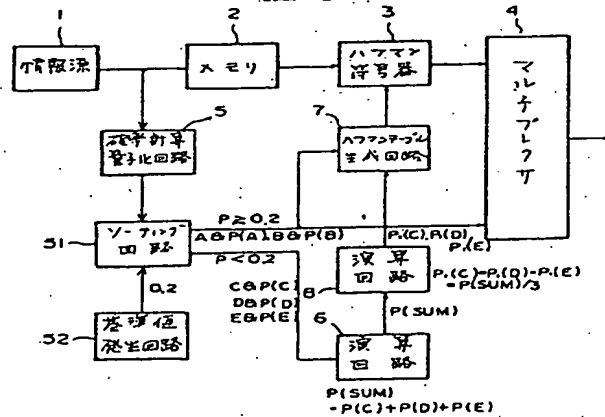 1
情報源
2
メモリ
3
ハフマン
符号器
4
マルチプレクサ
5
確率計算
量子化回路
7
ハフマンテーブル
生成回路
51
ソーティング
回路
P≥0.2
A&P(A),B&P(B)
P<0.2
P.(C),P.(D),
P.(E)
0.2
C&P(C)
D&P(D)
E&P(E)
52
基準値
発生回路
8
演算
回路
P.(C)=P.(D)=P.(E)
=P(SUM)/3
P(SUM)
6
演算
回路
P(SUM)
=P(C)+P(D)+P(E)